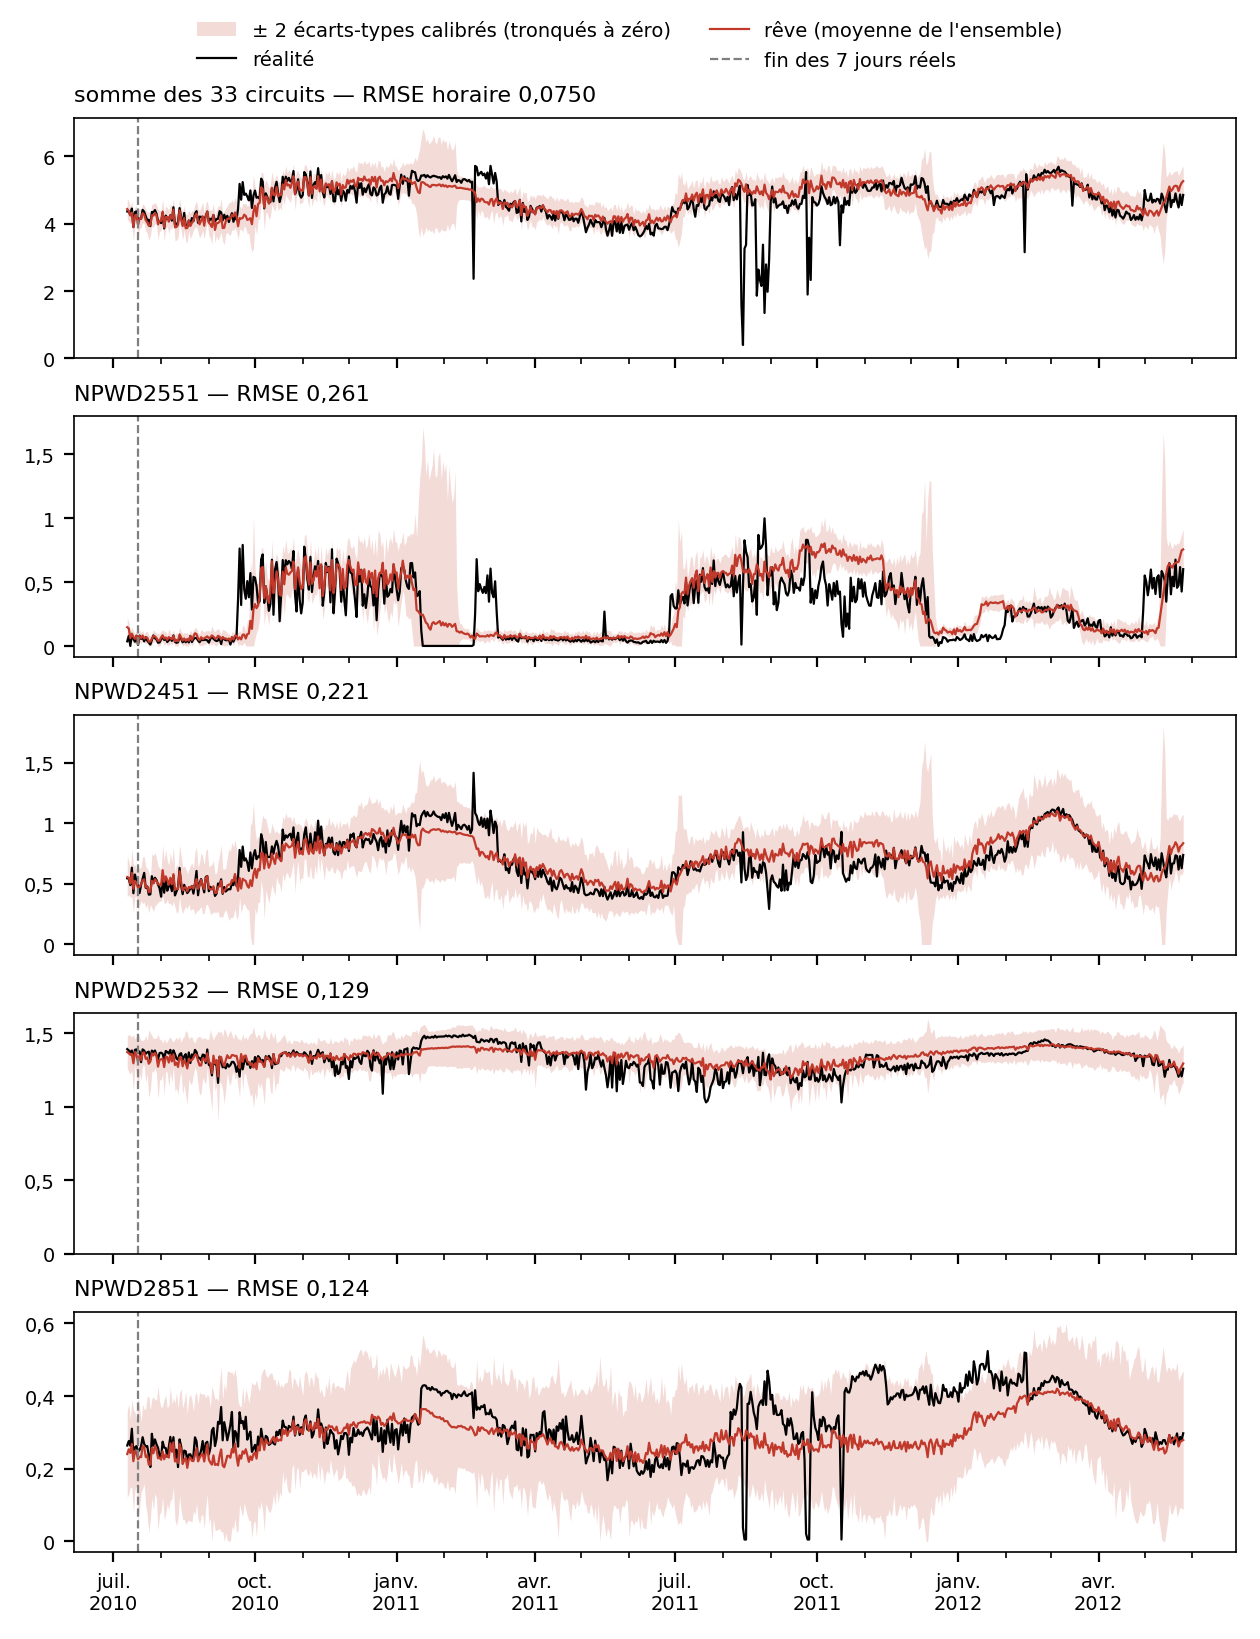 ± 2 écarts-types calibrés (tronqués à zéro)
réalité
rêve (moyenne de l'ensemble)
fin des 7 jours réels
somme des 33 circuits — RMSE horaire 0,0750
6
4
2
0
NPWD2551 — RMSE 0,261
1,5
1
0,5
0
NPWD2451 — RMSE 0,221
1,5
1
0,5
0
NPWD2532 — RMSE 0,129
1,5
1
0,5
0
NPWD2851 — RMSE 0,124
0,6
0,4
0,2
0
juil. oct. janv. avr. juil. oct. janv. avr.
2010 2010 2011 2011 2011 2011 2012 2012